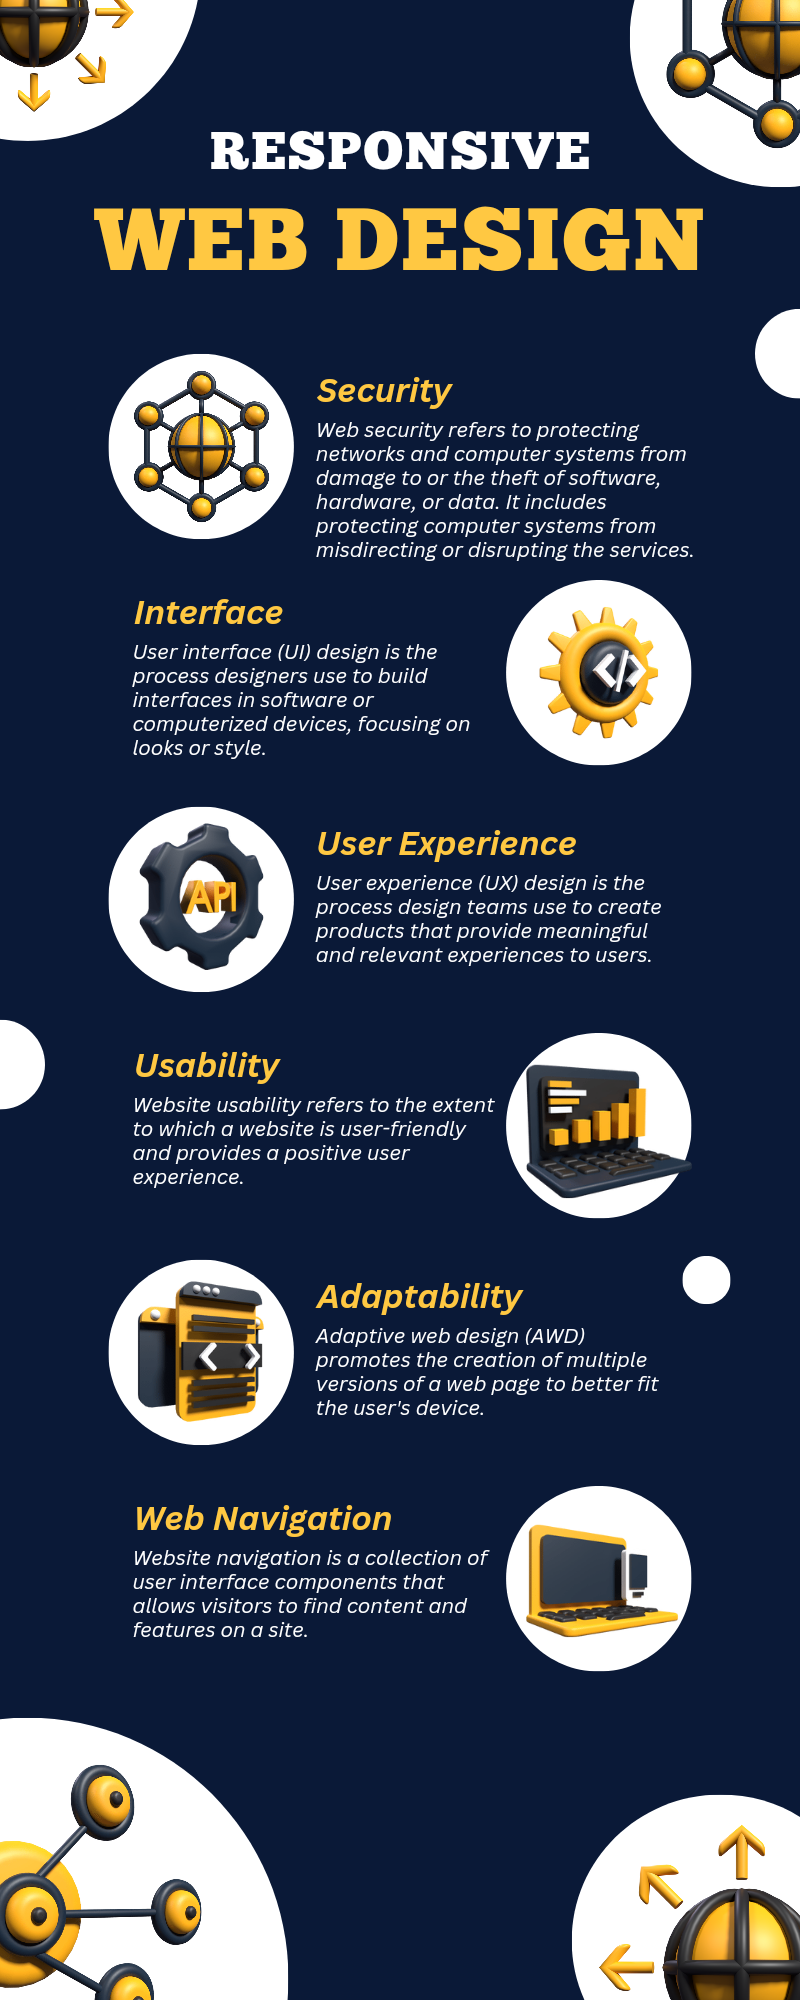 RESPONSIVE
WEB DESIGN
Security
Web security refers to protecting
networks and computer systems from
damage to or the theft of software,
hardware, or data. It includes
protecting computer systems from
misdirecting or disrupting the services.
Interface
User interface (UI) design is the
process designers use to build
interfaces in software or
computerized devices, focusing on
looks or style.
</>
API
User Experience
User experience (UX) design is the
process design teams use to create
products that provide meaningful
and relevant experiences to users.
Usability
Website usability refers to the extent
to which a website is user-friendly
and provides a positive user
experience.
Adaptability
Adaptive web design (AWD)
promotes the creation of multiple
versions of a web page to better fit
the user's device.
Web Navigation
Website navigation is a collection of
user interface components that
allows visitors to find content and
features on a site.